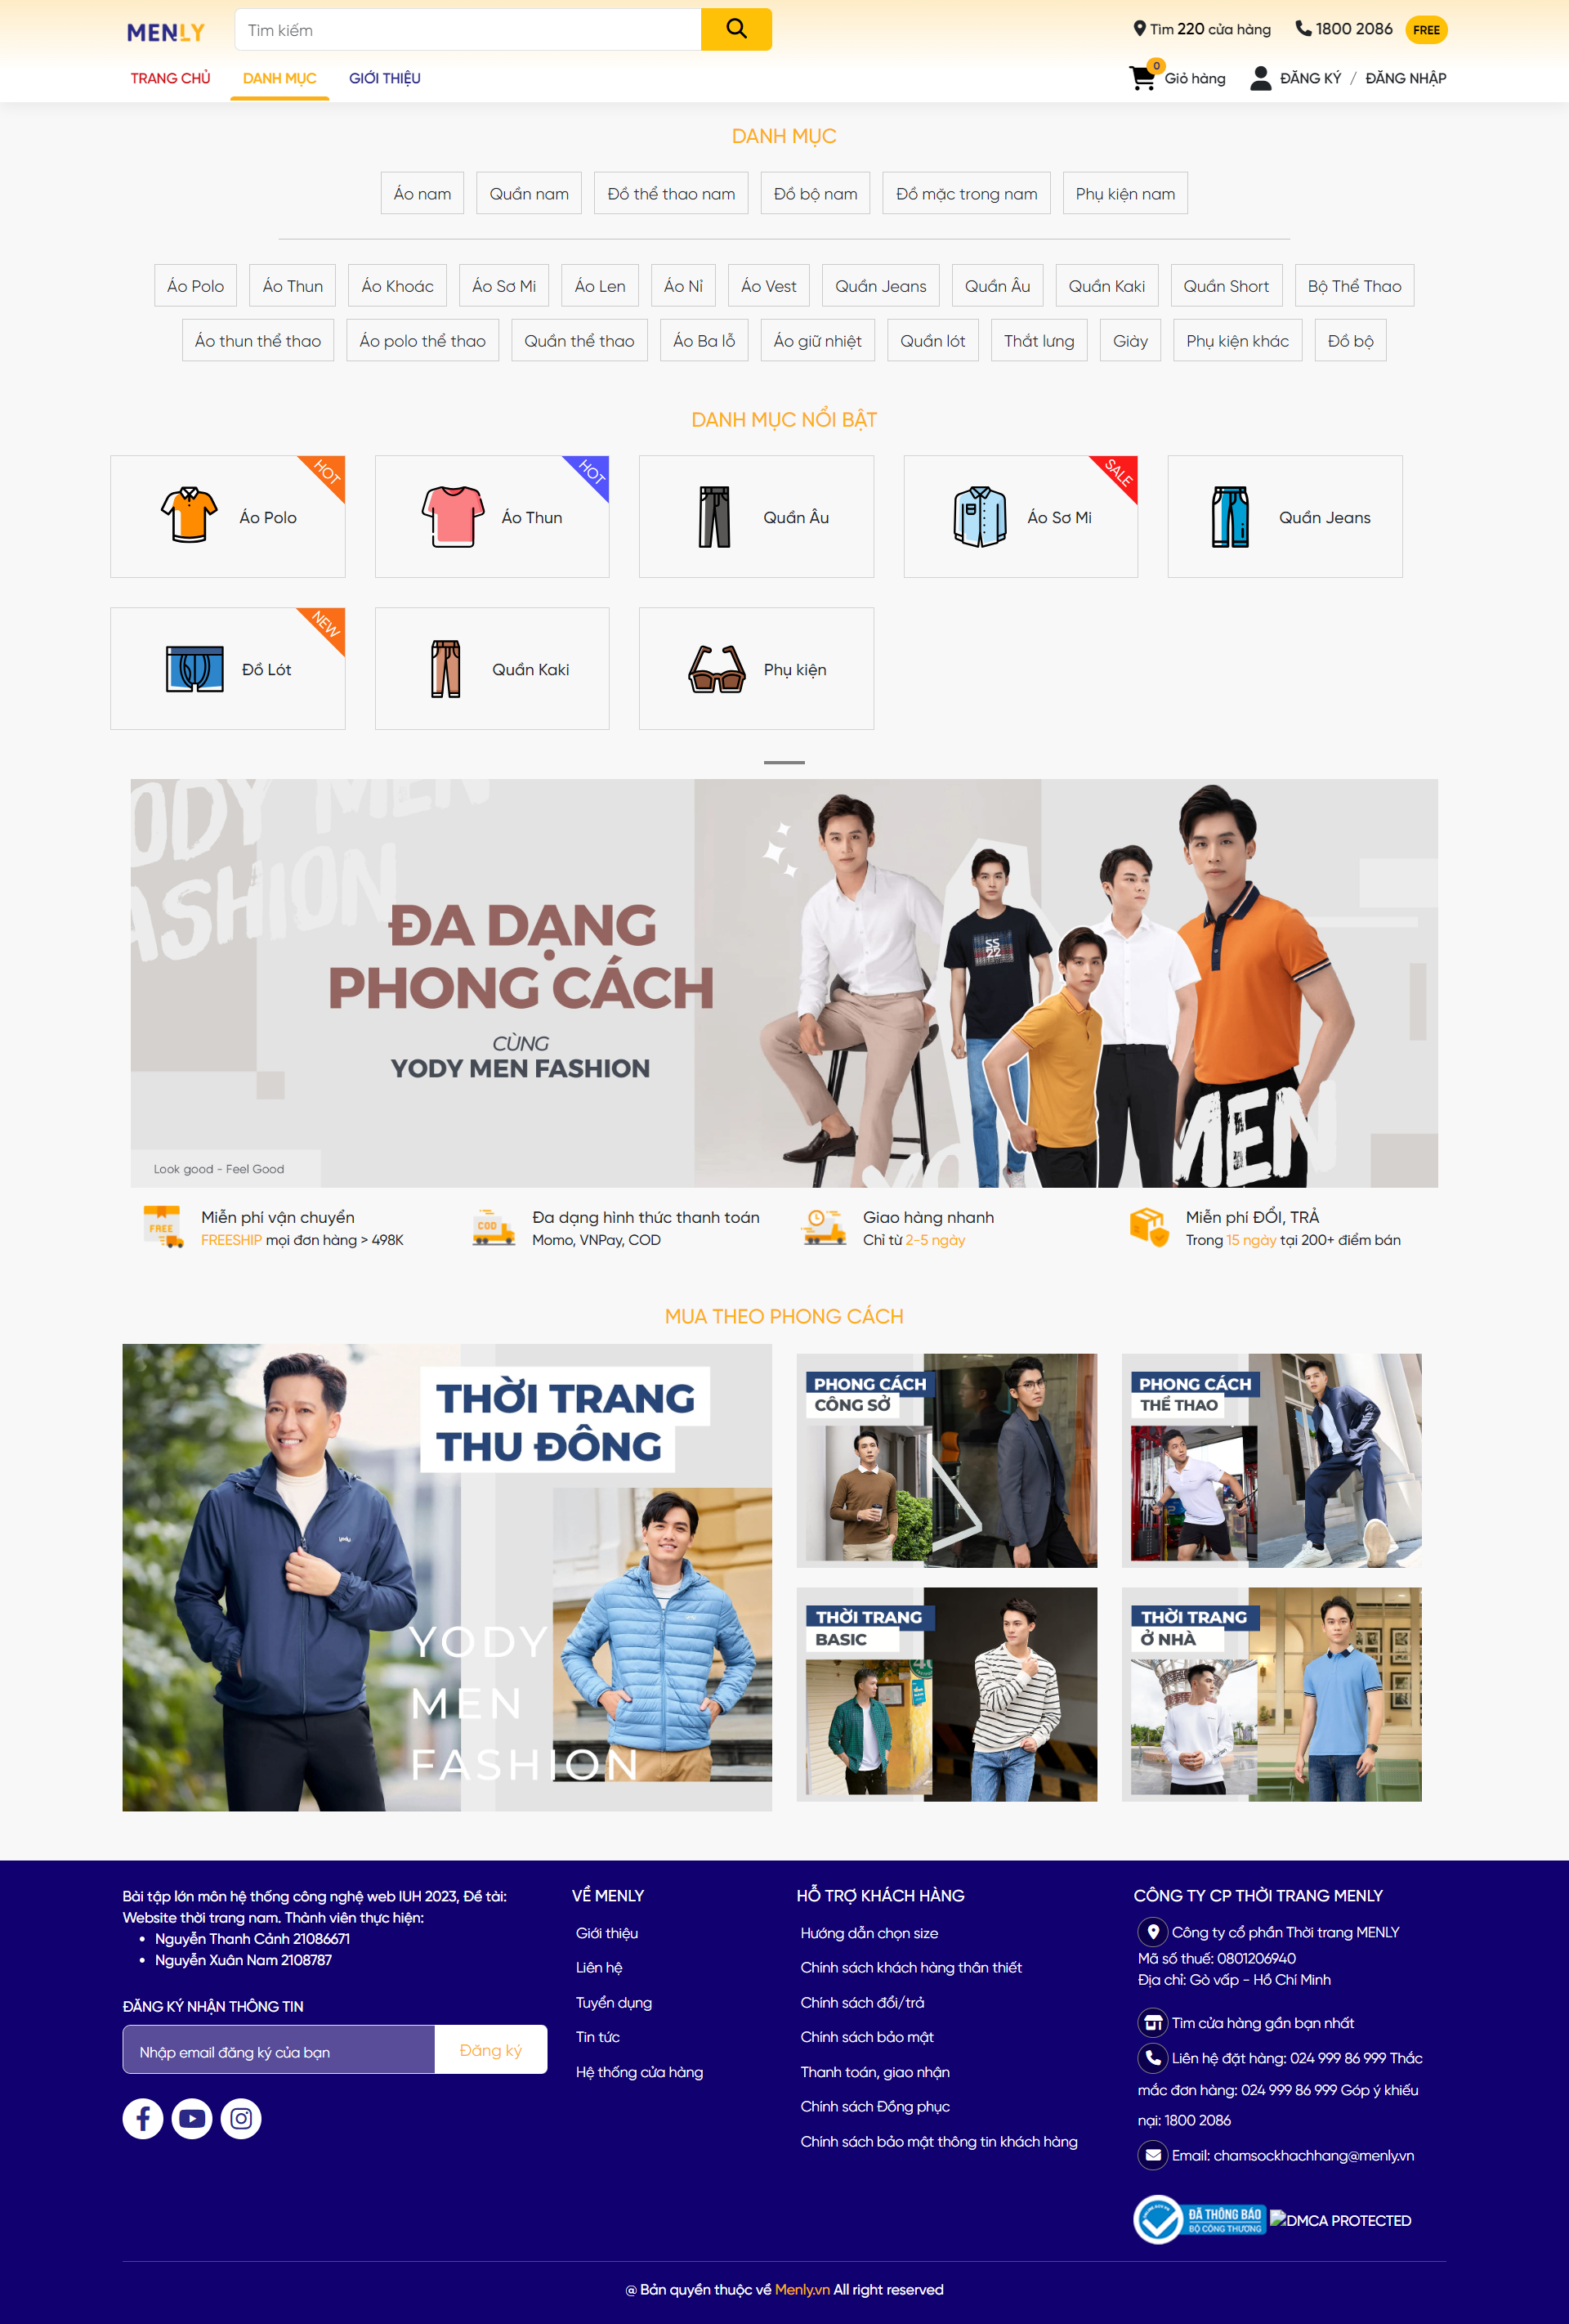 MENLY
Tìm kiếm
Tìm 220 cửa hàng
1800 2086
FREE
TRANG CHỦ
DANH MỤC
GIỚI THIỆU
0
Giỏ hàng
ĐĂNG KÝ / ĐĂNG NHẬP
DANH MỤC
Áo nam
Quần nam
Đồ thể thao nam
Đồ bộ nam
Đồ mặc trong nam
Phụ kiện nam
Áo Polo
Áo Thun
Áo Khoác
Áo Sơ Mi
Áo Len
Áo Nỉ
Áo Vest
Quần Jeans
Quần Âu
Quần Kaki
Quần Short
Bộ Thể Thao
Áo thun thể thao
Áo polo thể thao
Quần thể thao
Áo Ba lỗ
Áo giữ nhiệt
Quần lót
Thắt lưng
Giày
Phụ kiện khác
Đồ bộ
DANH MỤC NỔI BẬT
HOT
Áo Polo
HOT
Áo Thun
Quần Âu
SALE
Áo Sơ Mi
Quần Jeans
NEW
Đồ Lót
Quần Kaki
Phụ kiện
ODY MEN
FASHION
ĐA DẠNG
PHONG CÁCH
CÙNG
YODY MEN FASHION
Look good - Feel Good
SS
22
YO
MEN
FREE
Miễn phí vận chuyển
FREESHIP mọi đơn hàng > 498K
COD
Đa dạng hình thức thanh toán
Momo, VNPay, COD
Giao hàng nhanh
Chỉ từ 2-5 ngày
Miễn phí ĐỔI, TRẢ
Trong 15 ngày tại 200+ điểm bán
MUA THEO PHONG CÁCH
THỜI TRANG
THU ĐÔNG
yody
YODY
MEN
FASHION
PHONG CÁCH
CÔNG SỞ
PHONG CÁCH
THỂ THAO
THỜI TRANG
BASIC
THỜI TRANG
Ở NHÀ
Bài tập lớn môn hệ thống công nghệ web IUH 2023, Đề tài:
Website thời trang nam. Thành viên thực hiện:
• Nguyễn Thanh Cảnh 21086671
• Nguyễn Xuân Nam 2108787
ĐĂNG KÝ NHẬN THÔNG TIN
Nhập email đăng ký của bạn
Đăng ký
VỀ MENLY
Giới thiệu
Liên hệ
Tuyển dụng
Tin tức
Hệ thống cửa hàng
HỖ TRỢ KHÁCH HÀNG
Hướng dẫn chọn size
Chính sách khách hàng thân thiết
Chính sách đổi/trả
Chính sách bảo mật
Thanh toán, giao nhận
Chính sách Đồng phục
Chính sách bảo mật thông tin khách hàng
CÔNG TY CP THỜI TRANG MENLY
Công ty cổ phần Thời trang MENLY
Mã số thuế: 0801206940
Địa chỉ: Gò vấp - Hồ Chí Minh
Tìm cửa hàng gần bạn nhất
Liên hệ đặt hàng: 024 999 86 999 Thắc
mắc đơn hàng: 024 999 86 999 Góp ý khiếu
nại: 1800 2086
Email: chamsockhachhang@menly.vn
ĐÃ THÔNG BÁO
BỘ CÔNG THƯƠNG
DMCA PROTECTED
@ Bản quyền thuộc về Menly.vn All right reserved